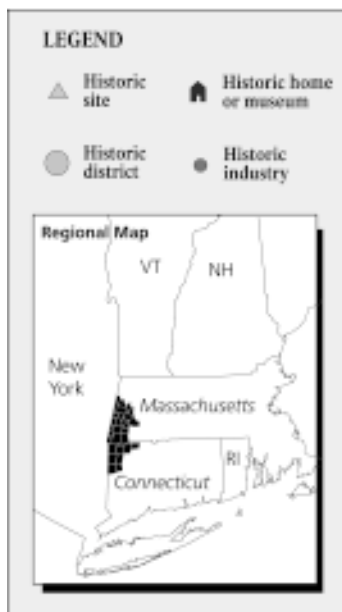 LEGEND
Historic
site
Historic home
or museum
Historic
district
Historic
industry
Regional Map
VT
NH
New
York
Massachusetts
RI
Connecticut